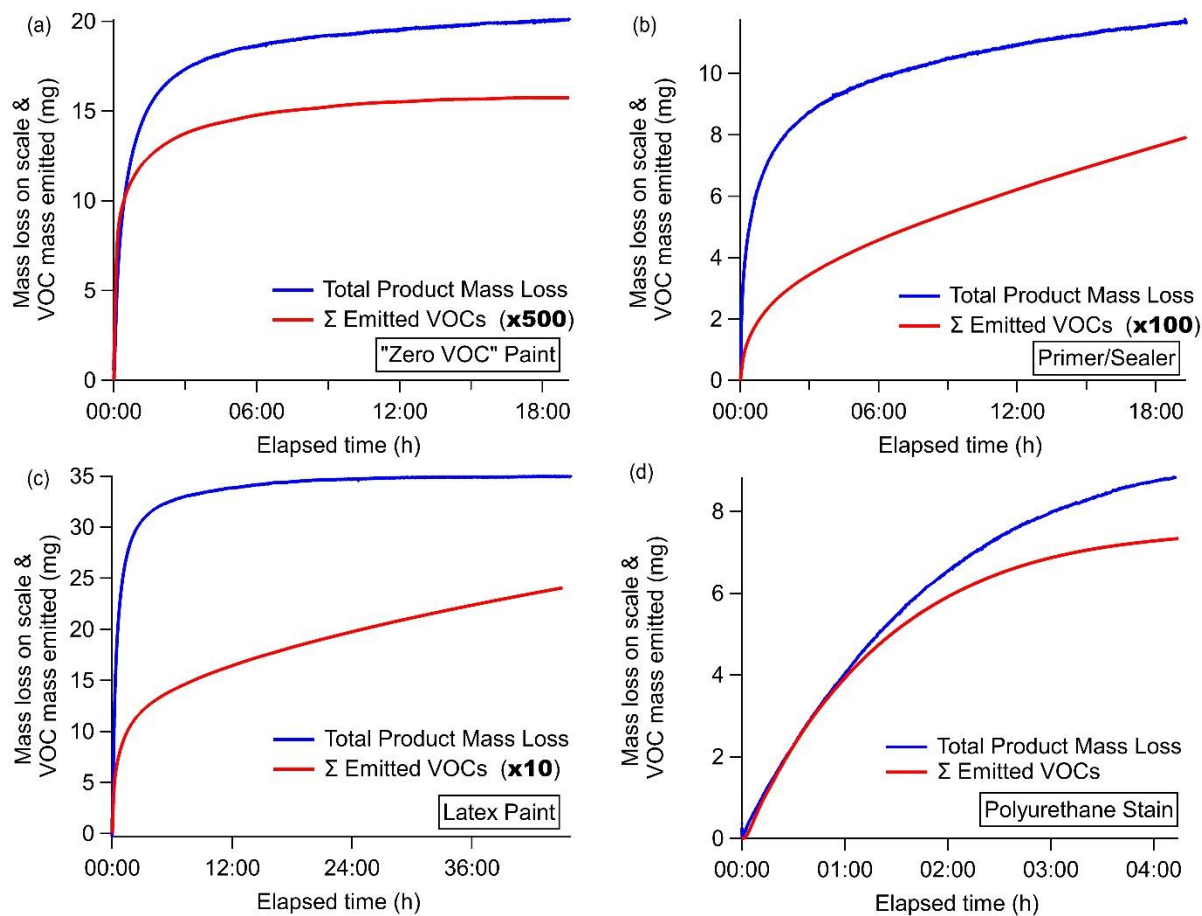 (a)
Mass loss on scale &
VOC mass emitted (mg)
20
15
10
5
0
Total Product Mass Loss
Σ Emitted VOCs (x500)
"Zero VOC" Paint
00:00 06:00 12:00 18:00
Elapsed time (h)
(b)
Mass loss on scale &
VOC mass emitted (mg)
10
8
6
4
2
0
Total Product Mass Loss
Σ Emitted VOCs (x100)
Primer/Sealer
00:00 06:00 12:00 18:00
Elapsed time (h)
(c)
Mass loss on scale &
VOC mass emitted (mg)
35
30
25
20
15
10
5
0
Total Product Mass Loss
Σ Emitted VOCs (x10)
Latex Paint
00:00 12:00 24:00 36:00
Elapsed time (h)
(d)
Mass loss on scale &
VOC mass emitted (mg)
8
6
4
2
0
Total Product Mass Loss
Σ Emitted VOCs
Polyurethane Stain
00:00 01:00 02:00 03:00 04:00
Elapsed time (h)